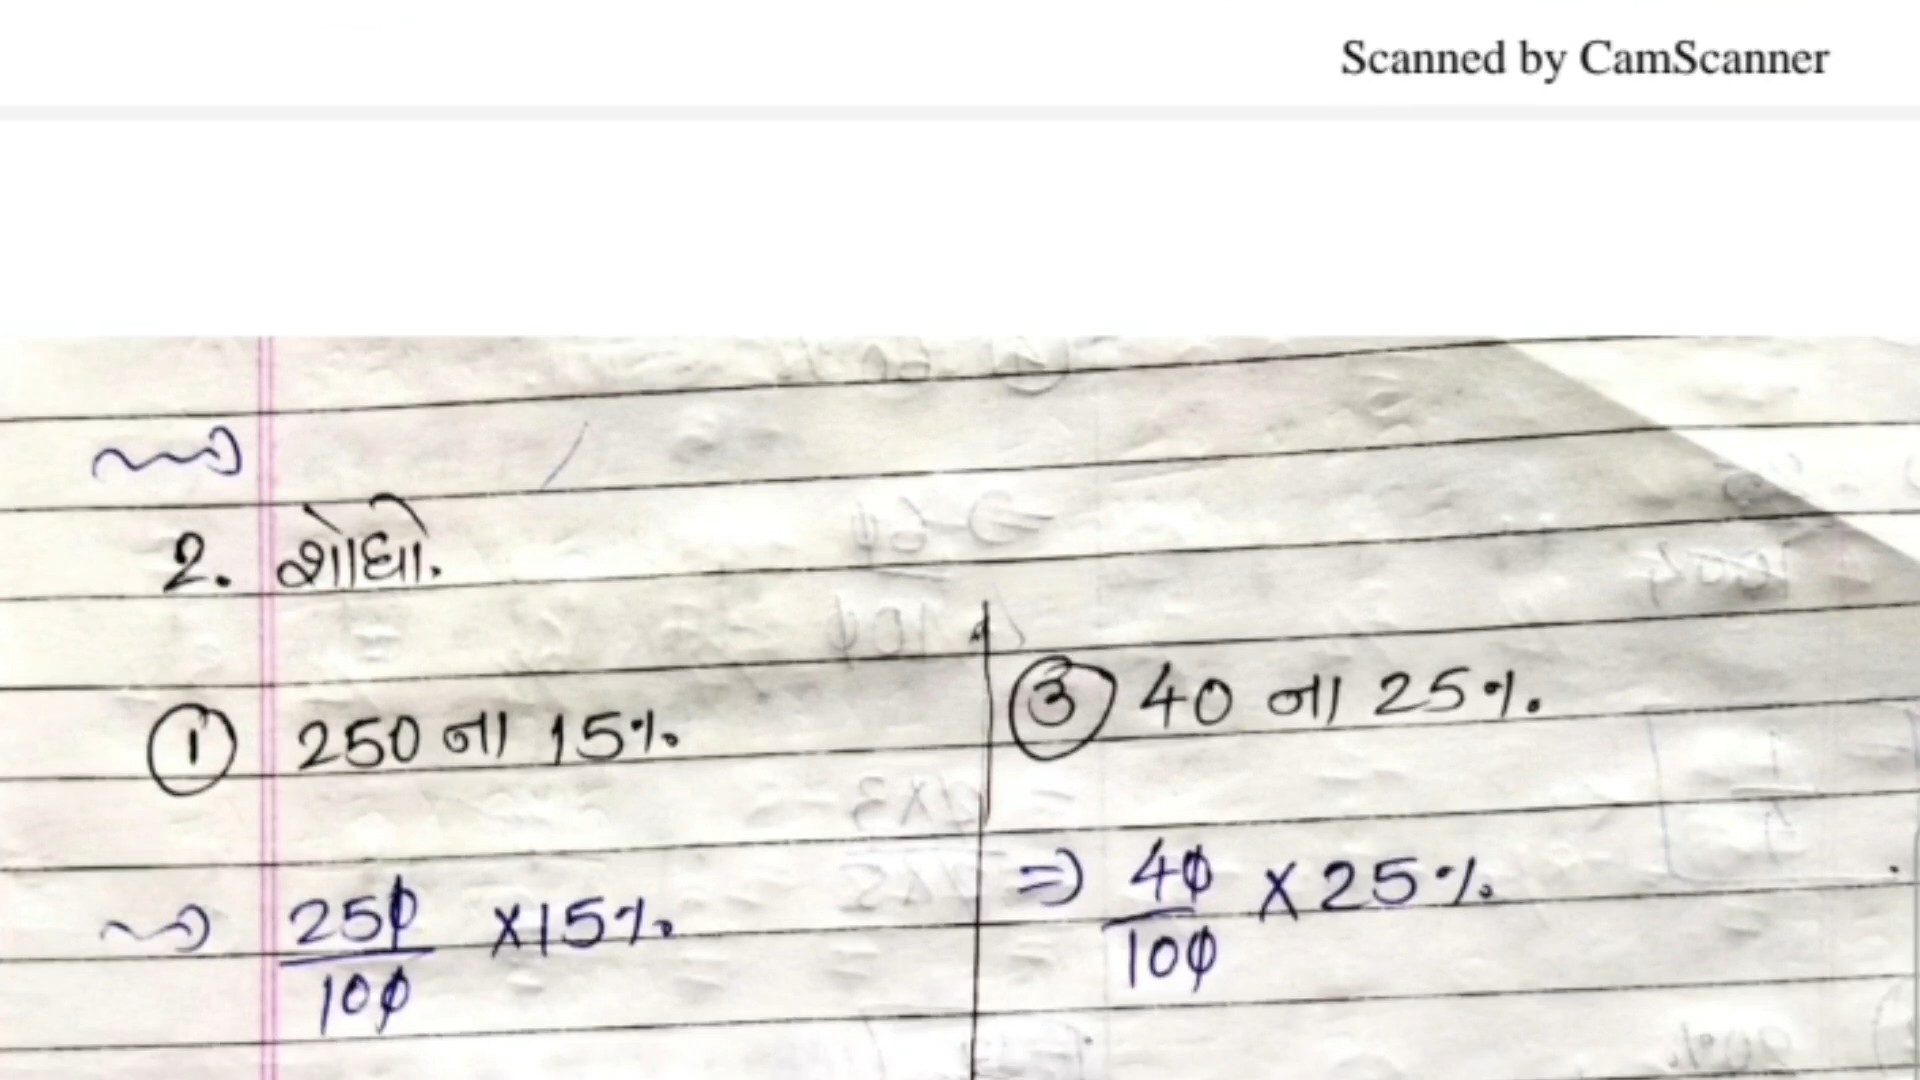 Scanned by CamScanner
2. શોધો.
① 250 ના 15%.
250/100 × 15%.
③ 40 ના 25%.
⇒ 40/100 × 25%.